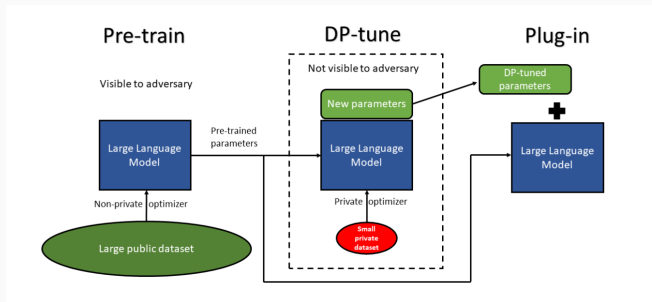 Pre-train
DP-tune
Plug-in
Visible to adversary
Not visible to adversary
New parameters
DP-tuned
parameters
Large Language
Model
Pre-trained
parameters
Large Language
Model
Large Language
Model
Non-private optimizer
Private optimizer
Large public dataset
Small
private
dataset